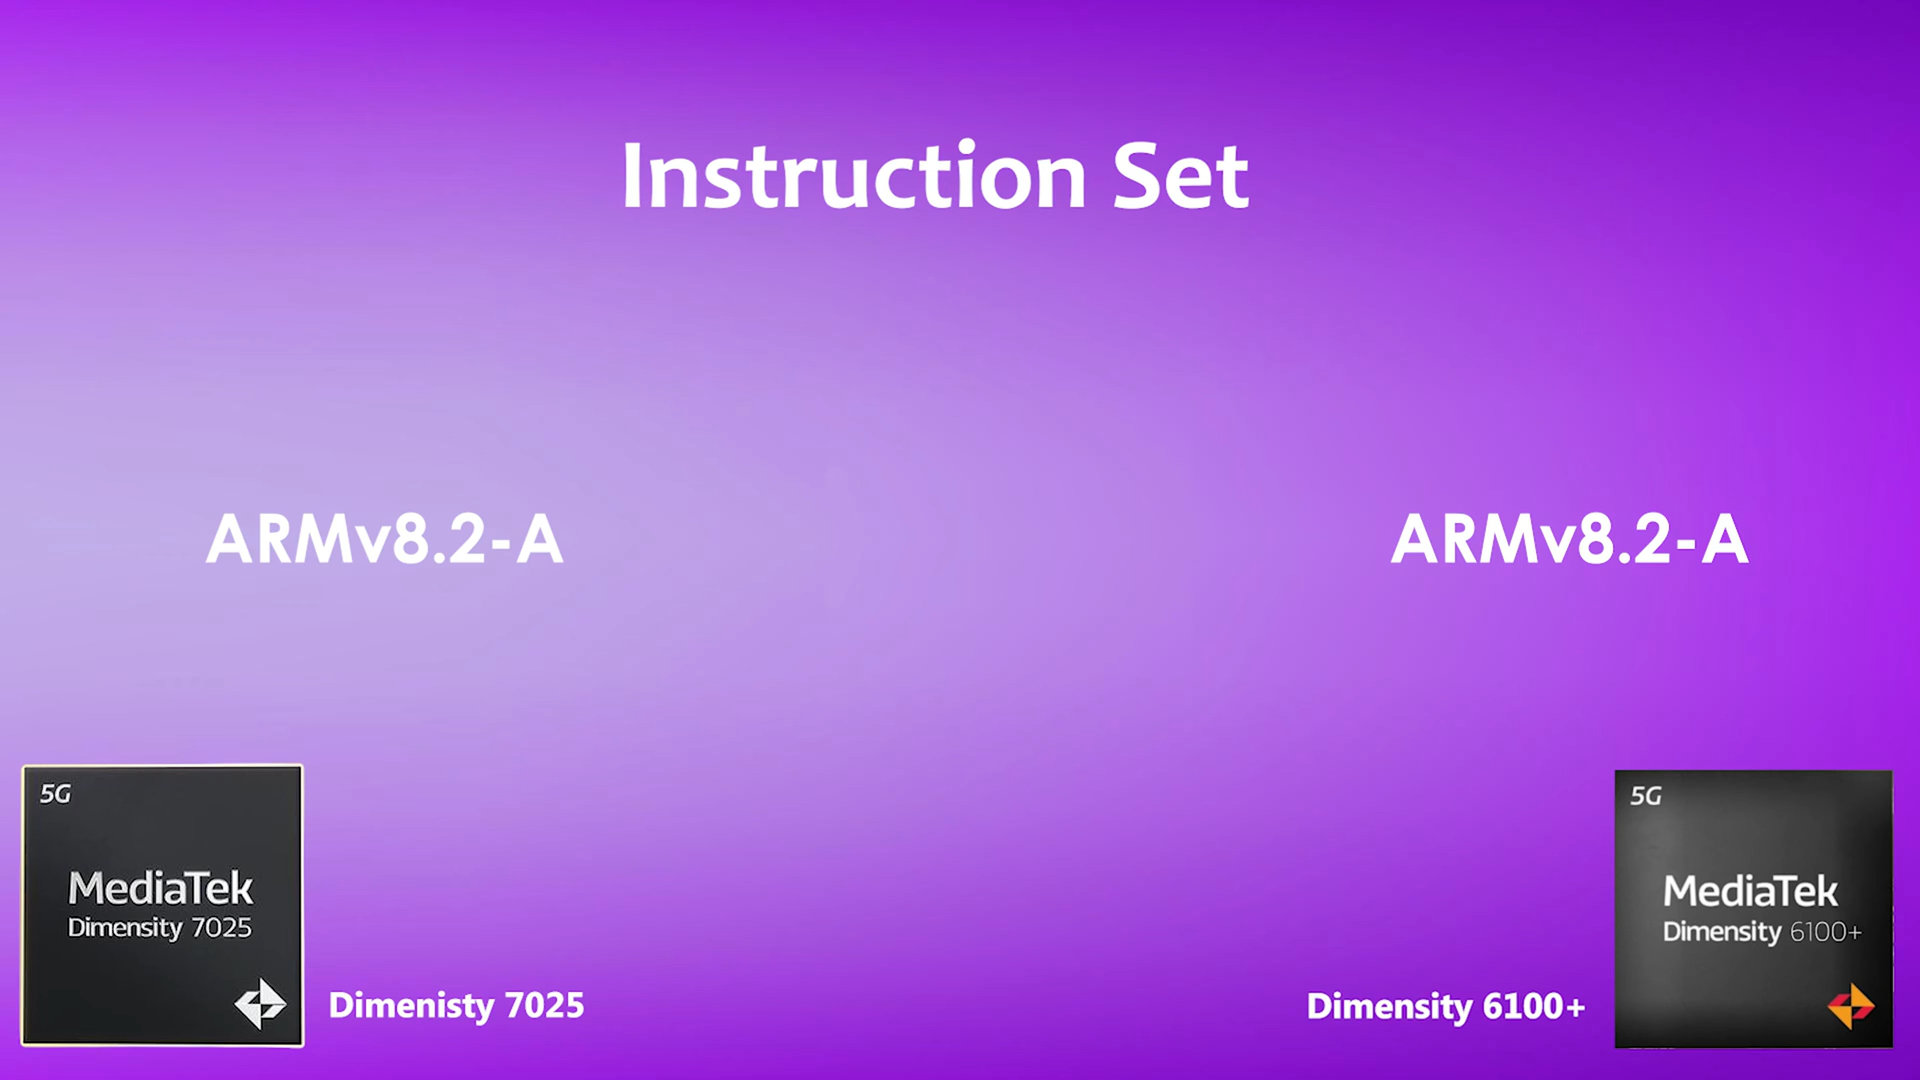 Instruction Set
ARMv8.2-A
ARMv8.2-A
5G
MediaTek
Dimensity 7025
Dimenisty 7025
Dimensity 6100+
5G
MediaTek
Dimensity 6100+